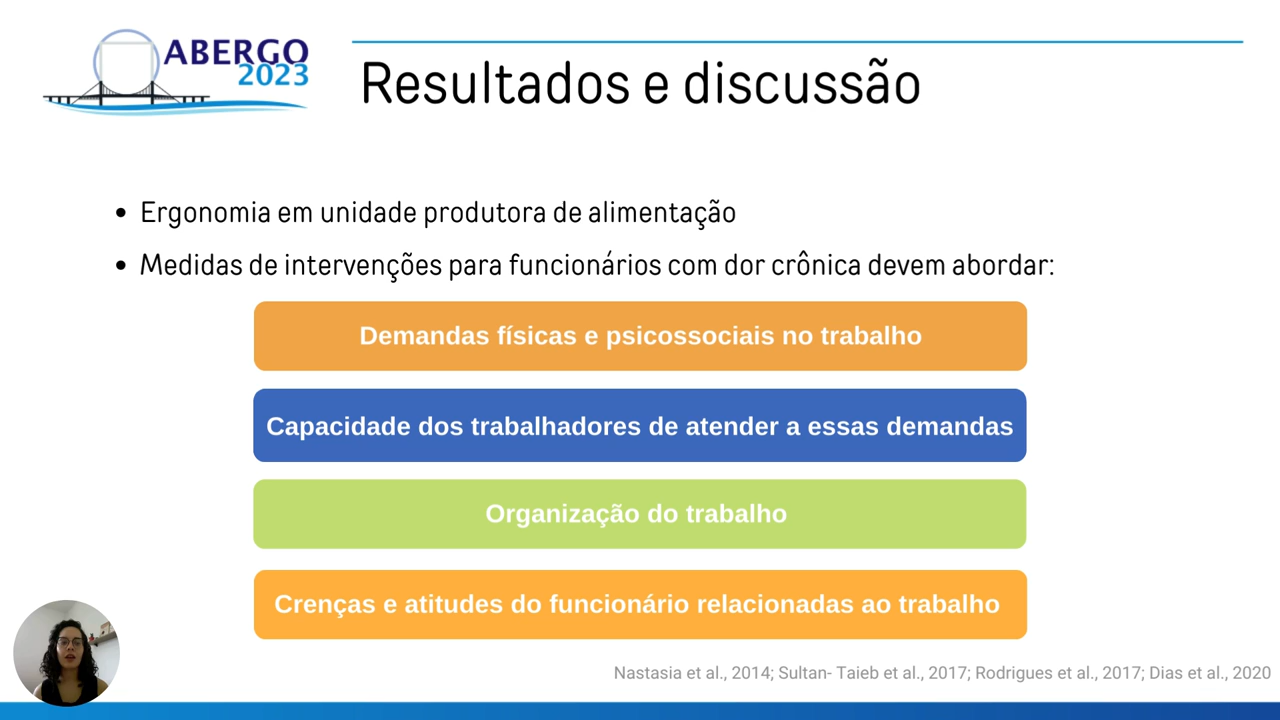 ABERGO
2023
Resultados e discussão
• Ergonomia em unidade produtora de alimentação
• Medidas de intervenções para funcionários com dor crônica devem abordar:
Demandas físicas e psicossociais no trabalho
Capacidade dos trabalhadores de atender a essas demandas
Organização do trabalho
Crenças e atitudes do funcionário relacionadas ao trabalho
Nastasia et al., 2014; Sultan- Taieb et al., 2017; Rodrigues et al., 2017; Dias et al., 2020